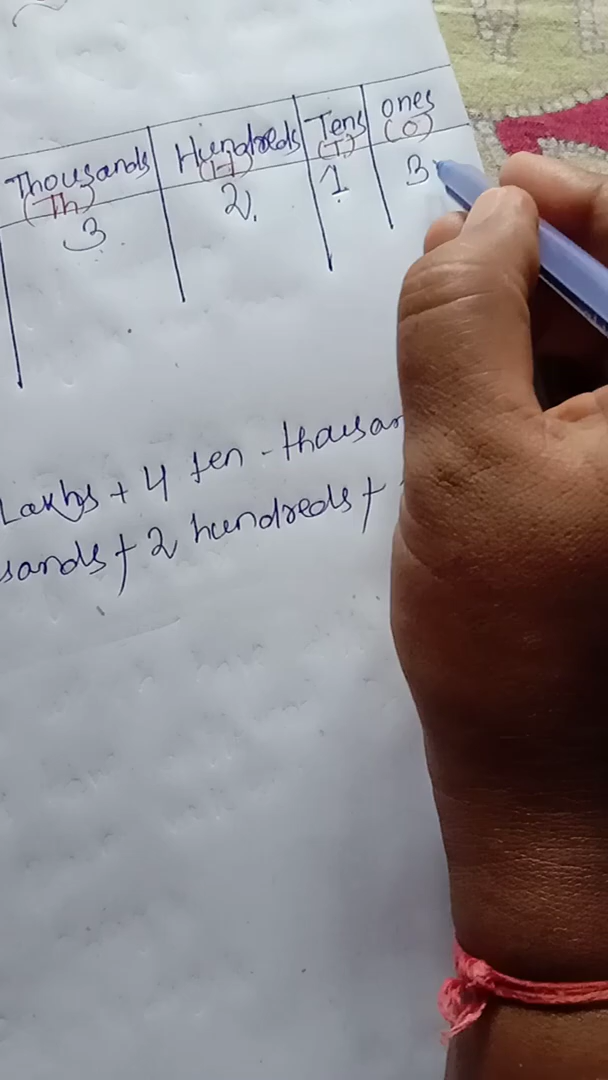 Thousands Hundreds Tens ones
(Th) (H) (T) (O)
3 2 1 3
Lakhs + 4 ten - thousan
sands + 2 hundreds +